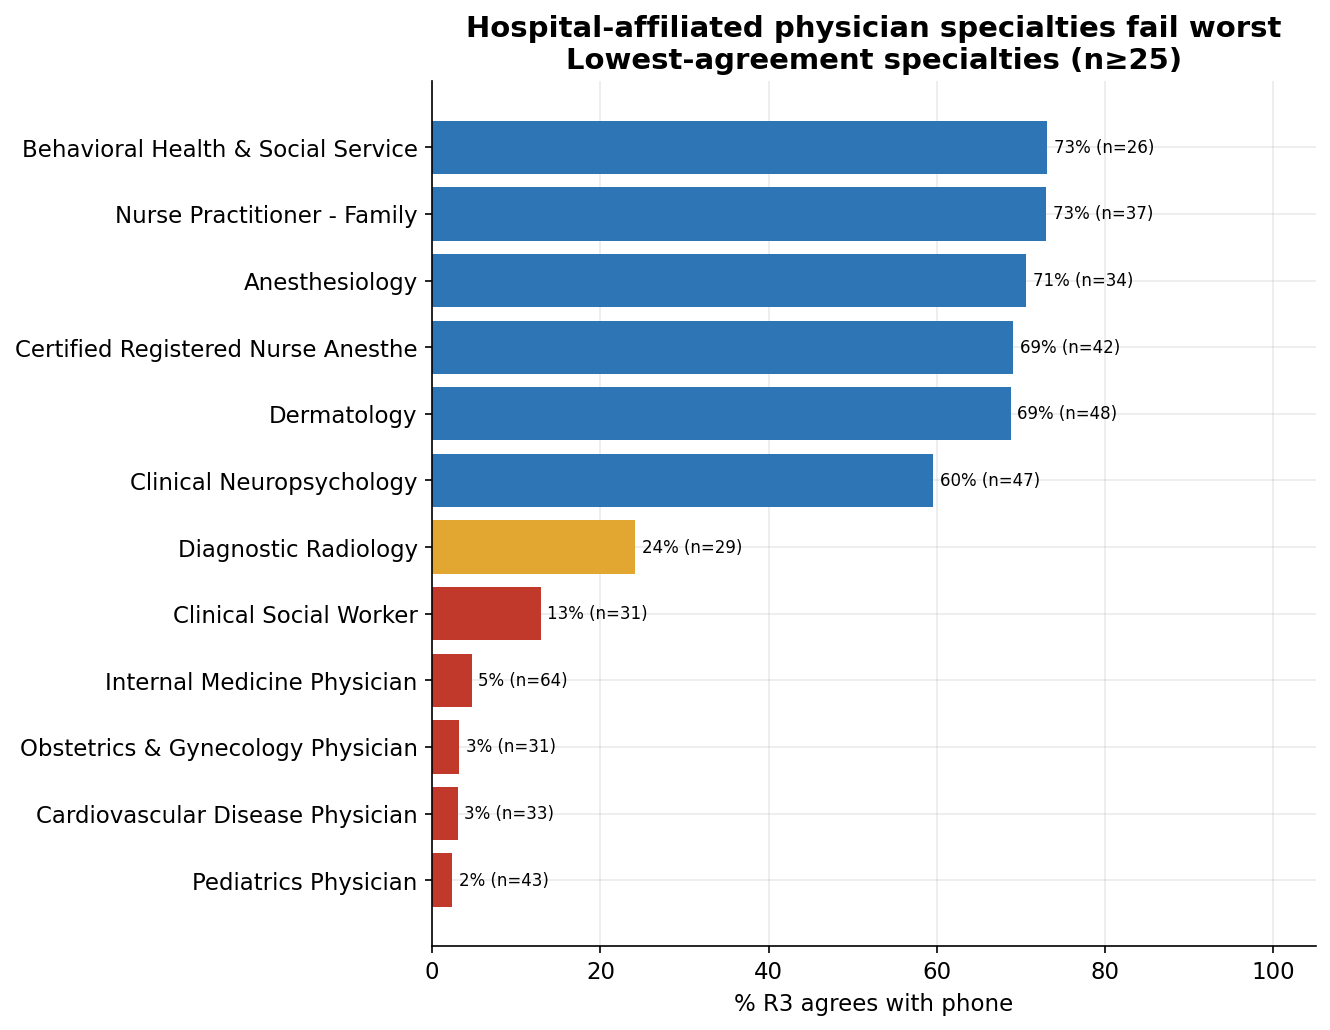 Hospital-affiliated physician specialties fail worst
Lowest-agreement specialties (n≥25)
Behavioral Health & Social Service 73% (n=26)
Nurse Practitioner - Family 73% (n=37)
Anesthesiology 71% (n=34)
Certified Registered Nurse Anesthe 69% (n=42)
Dermatology 69% (n=48)
Clinical Neuropsychology 60% (n=47)
Diagnostic Radiology 24% (n=29)
Clinical Social Worker 13% (n=31)
Internal Medicine Physician 5% (n=64)
Obstetrics & Gynecology Physician 3% (n=31)
Cardiovascular Disease Physician 3% (n=33)
Pediatrics Physician 2% (n=43)
0 20 40 60 80 100
% R3 agrees with phone